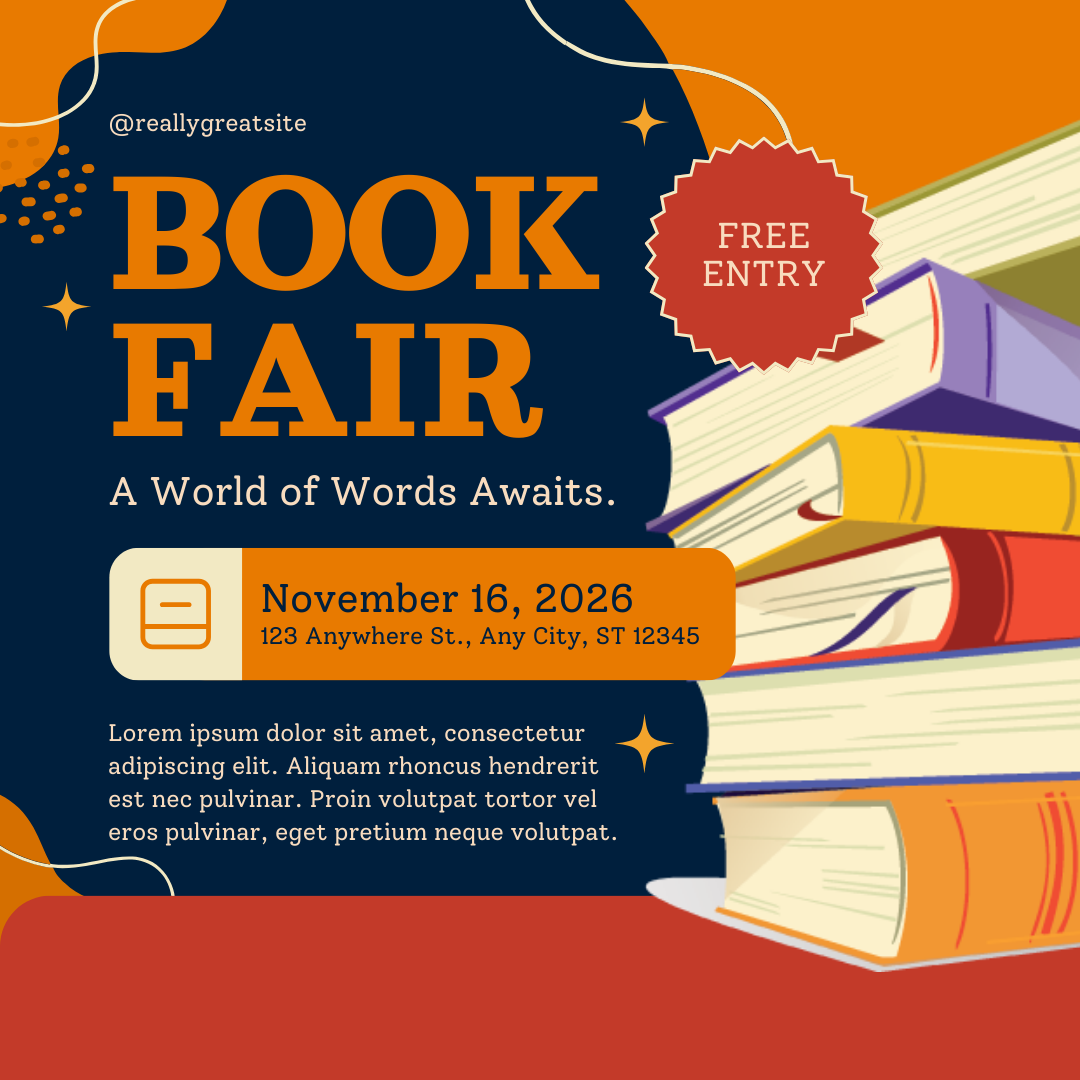 @reallygreatsite
BOOK
FAIR
FREE
ENTRY
A World of Words Awaits.
November 16, 2026
123 Anywhere St., Any City, ST 12345
Lorem ipsum dolor sit amet, consectetur
adipiscing elit. Aliquam rhoncus hendrerit
est nec pulvinar. Proin volutpat tortor vel
eros pulvinar, eget pretium neque volutpat.